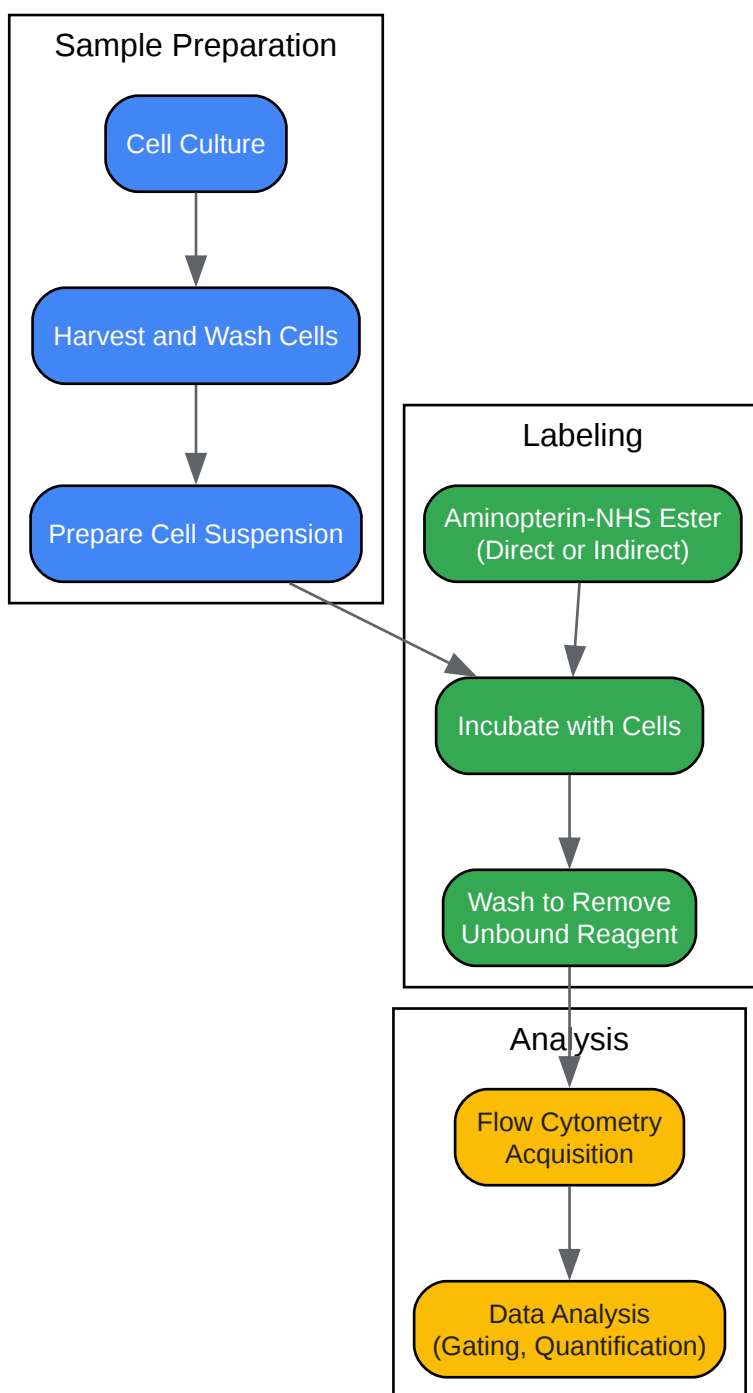 Sample Preparation
Cell Culture
Harvest and Wash Cells
Prepare Cell Suspension
Labeling
Aminopterin-NHS Ester
(Direct or Indirect)
Incubate with Cells
Wash to Remove
Unbound Reagent
Analysis
Flow Cytometry
Acquisition
Data Analysis
(Gating, Quantification)